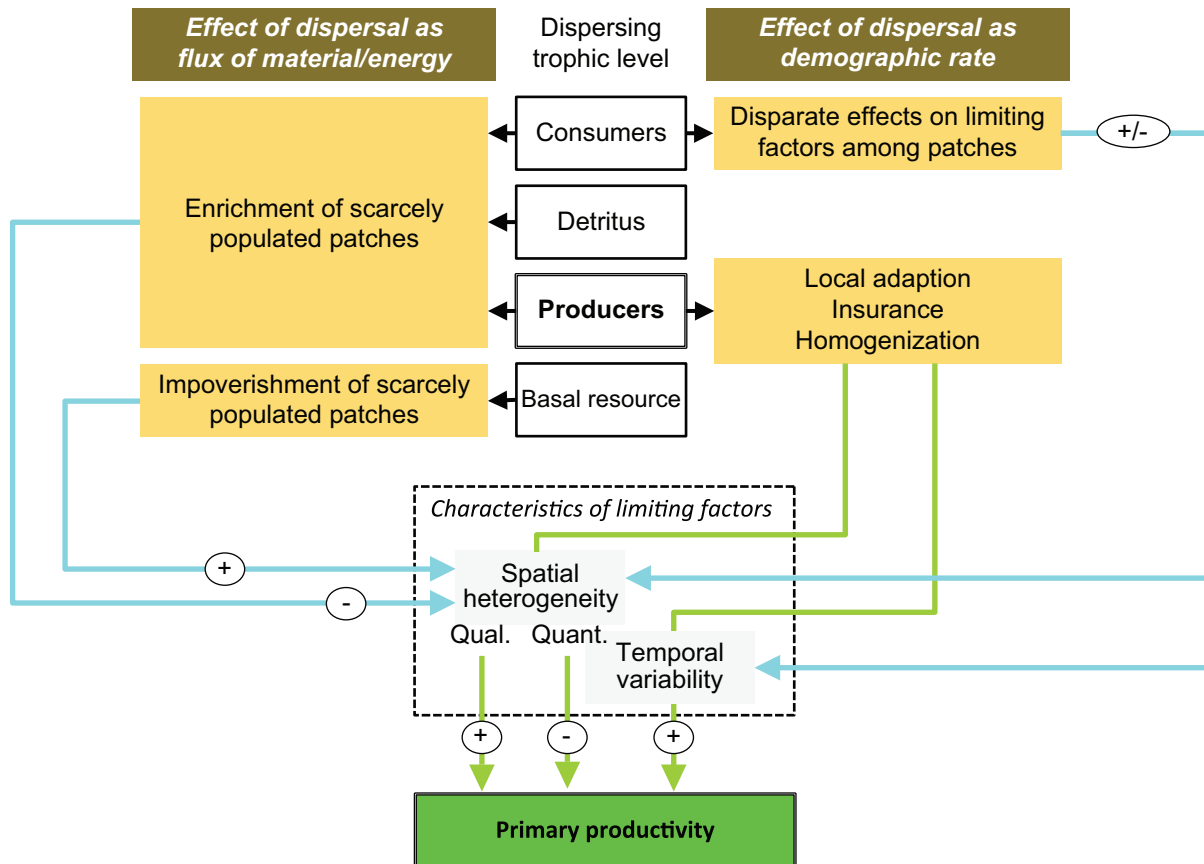 Effect of dispersal as
flux of material/energy
Dispersing
trophic level
Effect of dispersal as
demographic rate
Consumers
Disparate effects on limiting
factors among patches
+/-
Enrichment of scarcely
populated patches
Detritus
Producers
Local adaption
Insurance
Homogenization
Impoverishment of scarcely
populated patches
Basal resource
Characteristics of limiting factors
+
-
Spatial
heterogeneity
Qual. Quant.
Temporal
variability
+
-
+
Primary productivity